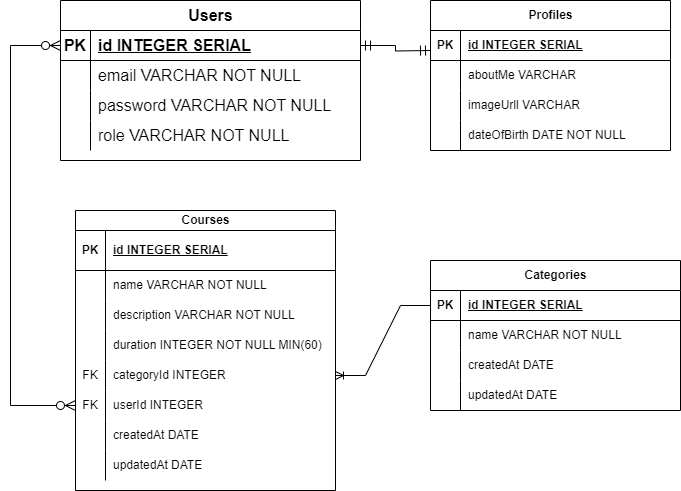 Users
PK id INTEGER SERIAL
email VARCHAR NOT NULL
password VARCHAR NOT NULL
role VARCHAR NOT NULL
Profiles
PK id INTEGER SERIAL
aboutMe VARCHAR
imageUrll VARCHAR
dateOfBirth DATE NOT NULL
Courses
PK id INTEGER SERIAL
name VARCHAR NOT NULL
description VARCHAR NOT NULL
duration INTEGER NOT NULL MIN(60)
FK categoryId INTEGER
FK userId INTEGER
createdAt DATE
updatedAt DATE
Categories
PK id INTEGER SERIAL
name VARCHAR NOT NULL
createdAt DATE
updatedAt DATE